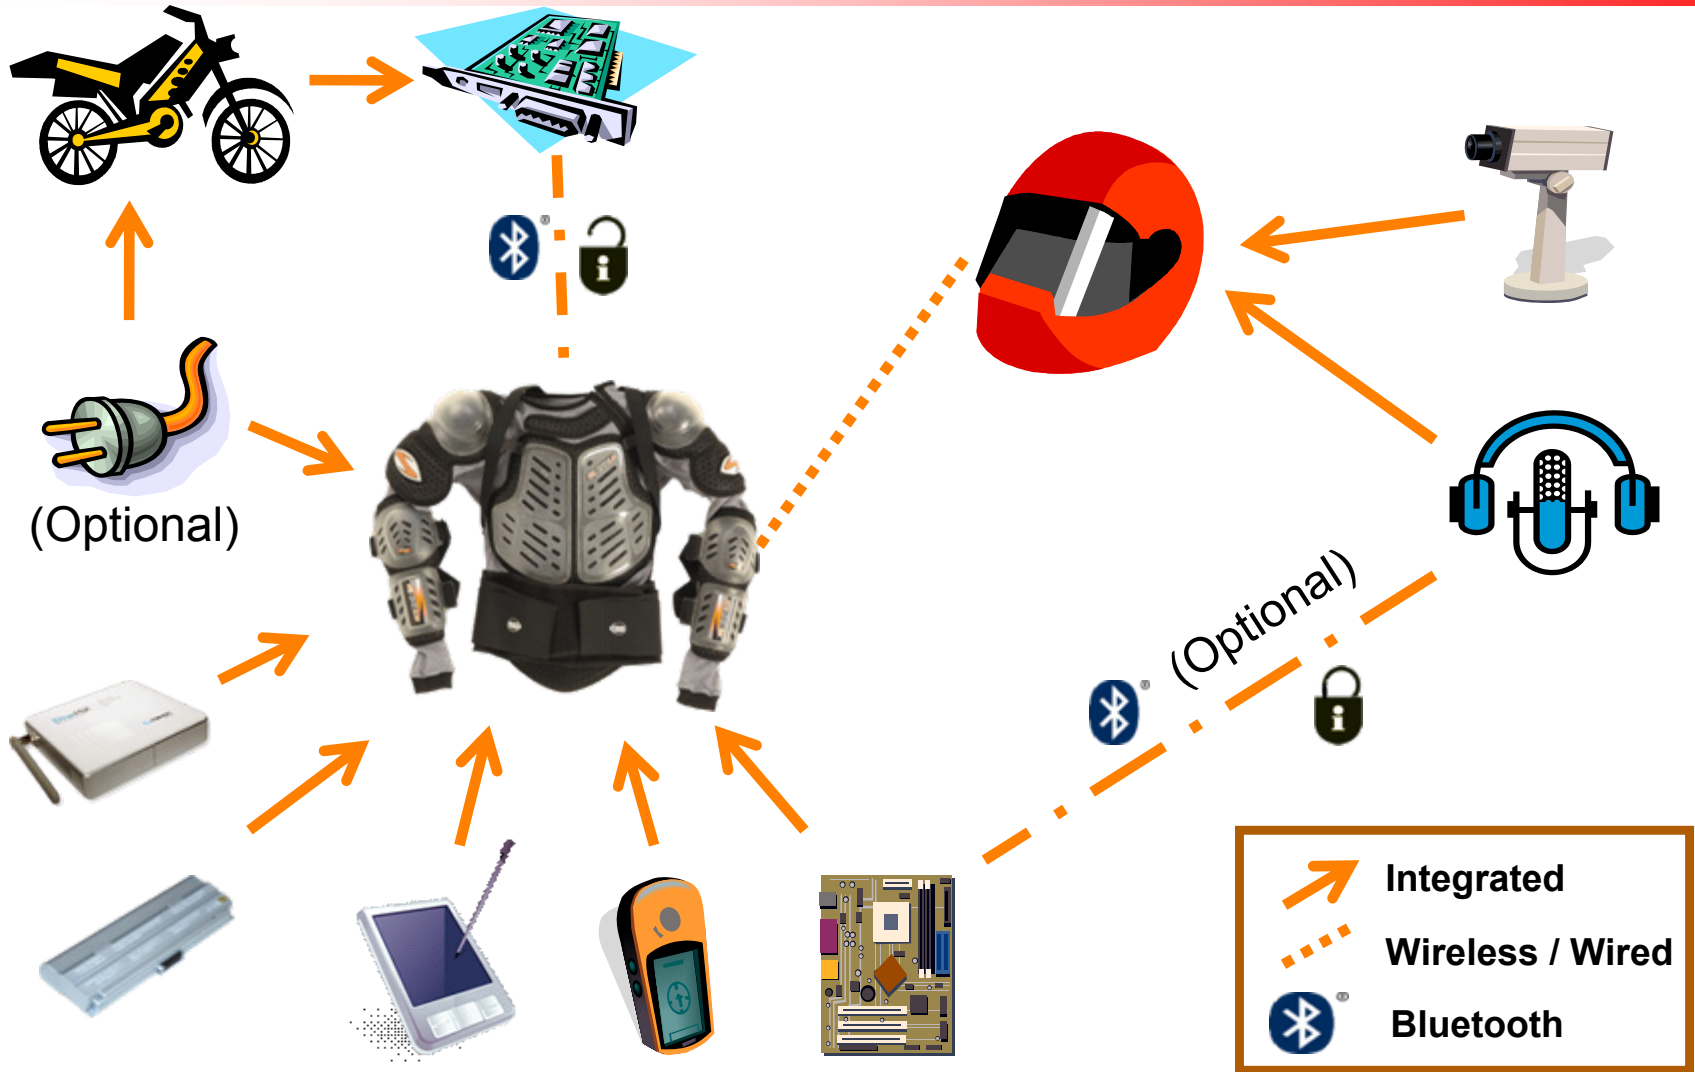 (Optional)
(Optional)
Integrated
Wireless / Wired
Bluetooth